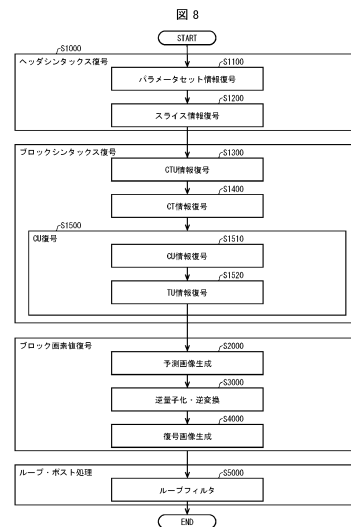 図 8
START
S1000
ヘッダシンタックス復号
S1100
パラメータセット情報復号
S1200
スライス情報復号
ブロックシンタックス復号
S1300
CTU情報復号
S1400
CT情報復号
S1500
CU復号
S1510
CU情報復号
S1520
TU情報復号
ブロック画素値復号
S2000
予測画像生成
S3000
逆量子化・逆変換
S4000
復号画像生成
ループ・ポスト処理
S5000
ループフィルタ
END